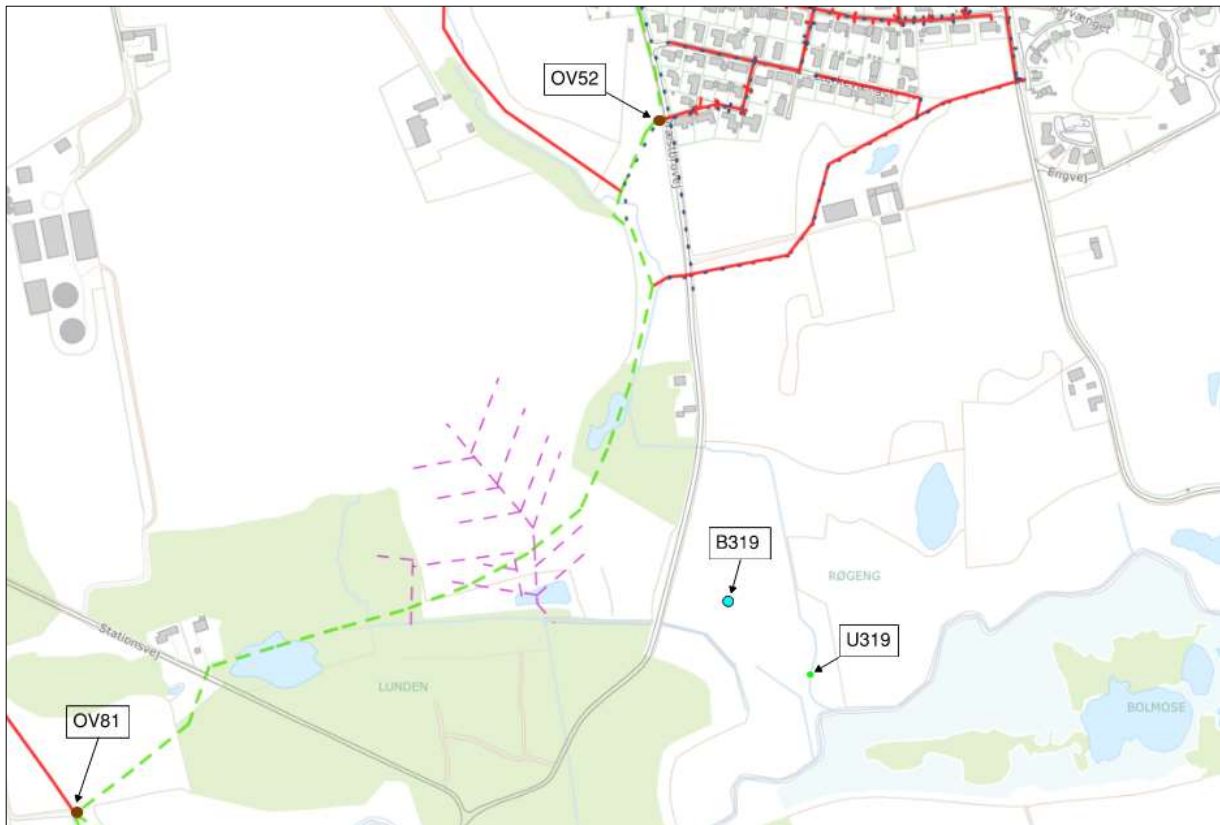 OV52
Engvej
B319
RØGENG
U319
Stationsvej
LUNDEN
BOLMOSE
OV81